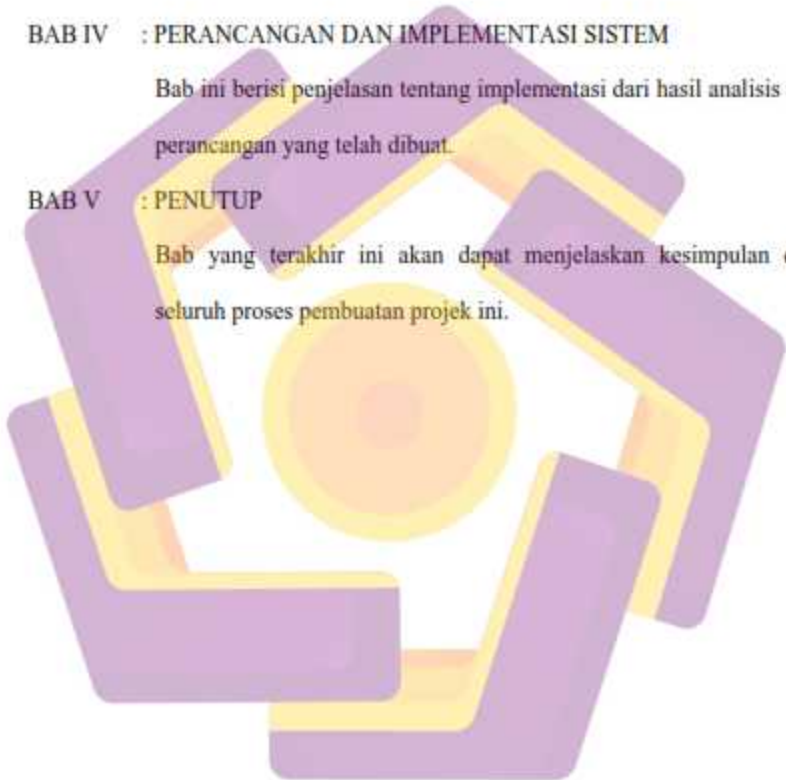 BAB IV : PERANCANGAN DAN IMPLEMENTASI SISTEM
Bab ini berisi penjelasan tentang implementasi dari hasil analisis
perancangan yang telah dibuat.
BAB V : PENUTUP
Bab yang terakhir ini akan dapat menjelaskan kesimpulan
seluruh proses pembuatan projek ini.